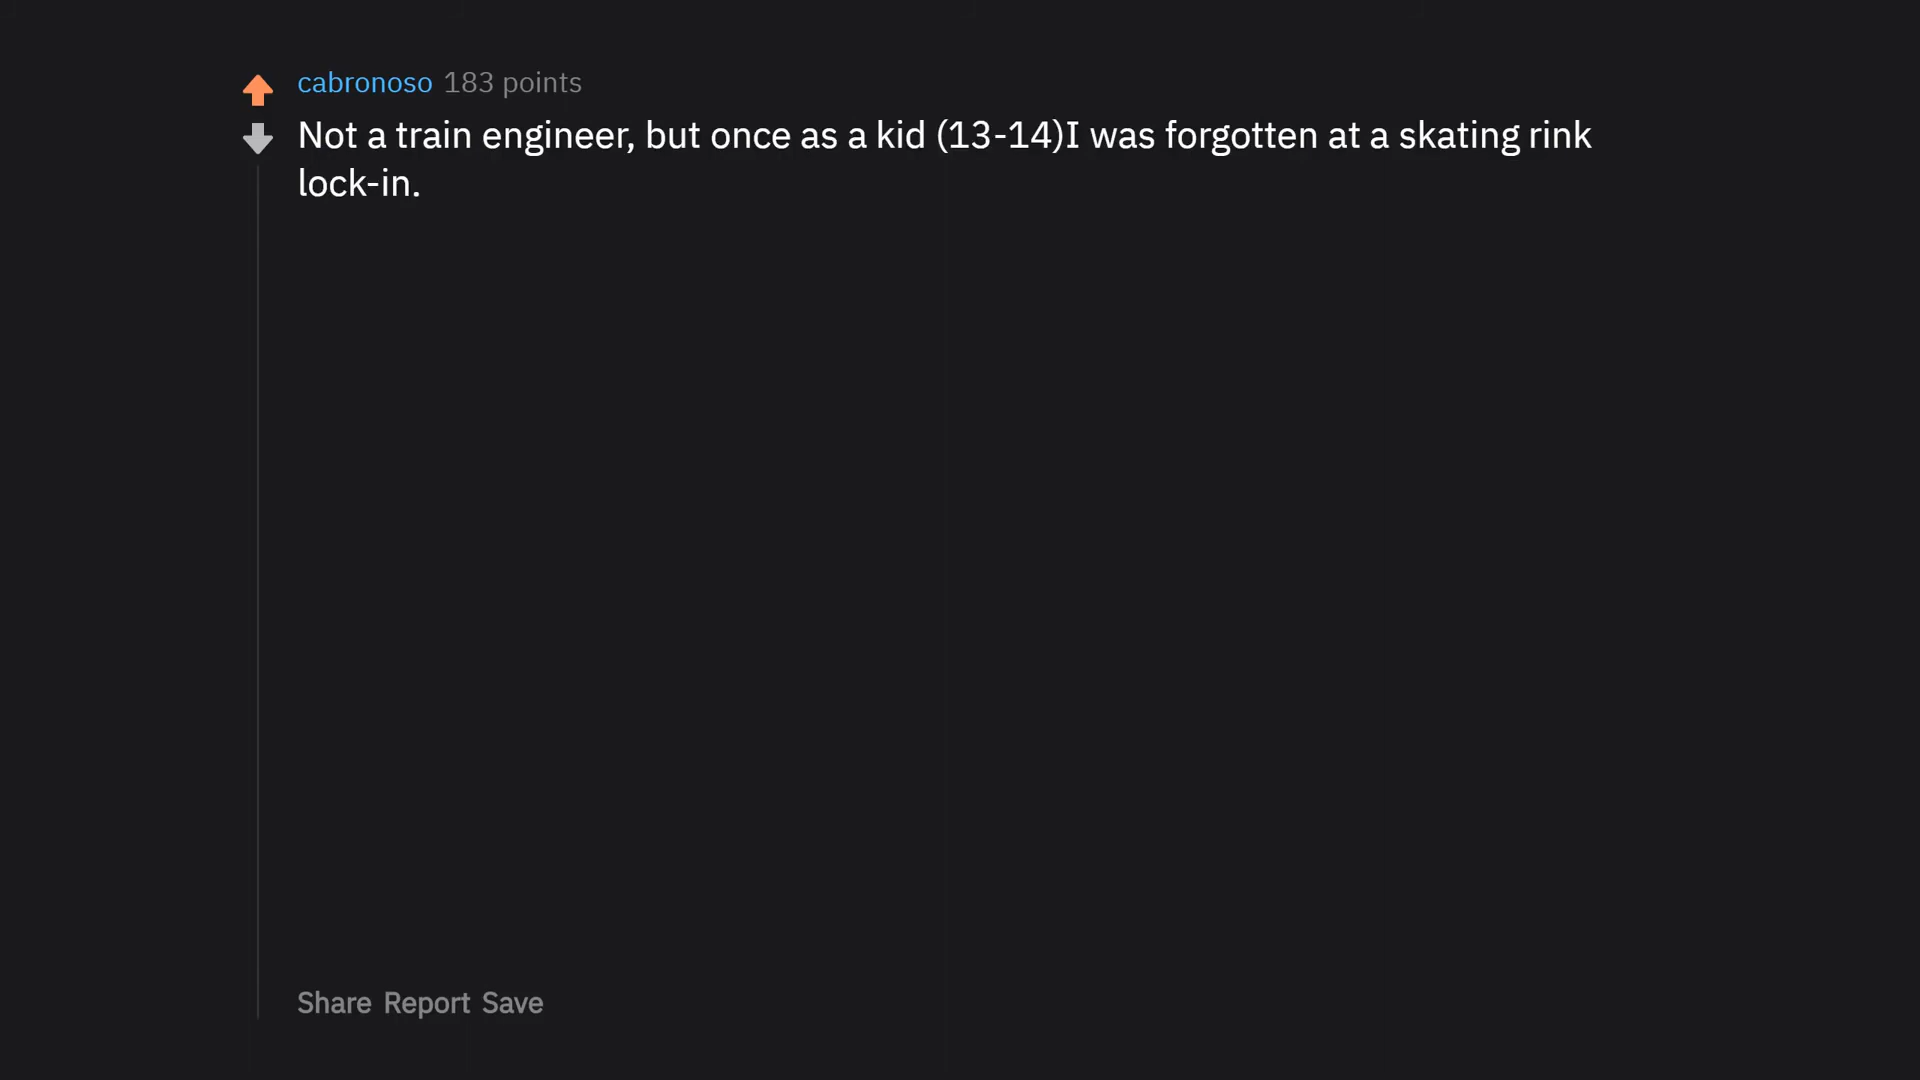 cabronoso 183 points
Not a train engineer, but once as a kid (13-14)I was forgotten at a skating rink
lock-in.
Share Report Save